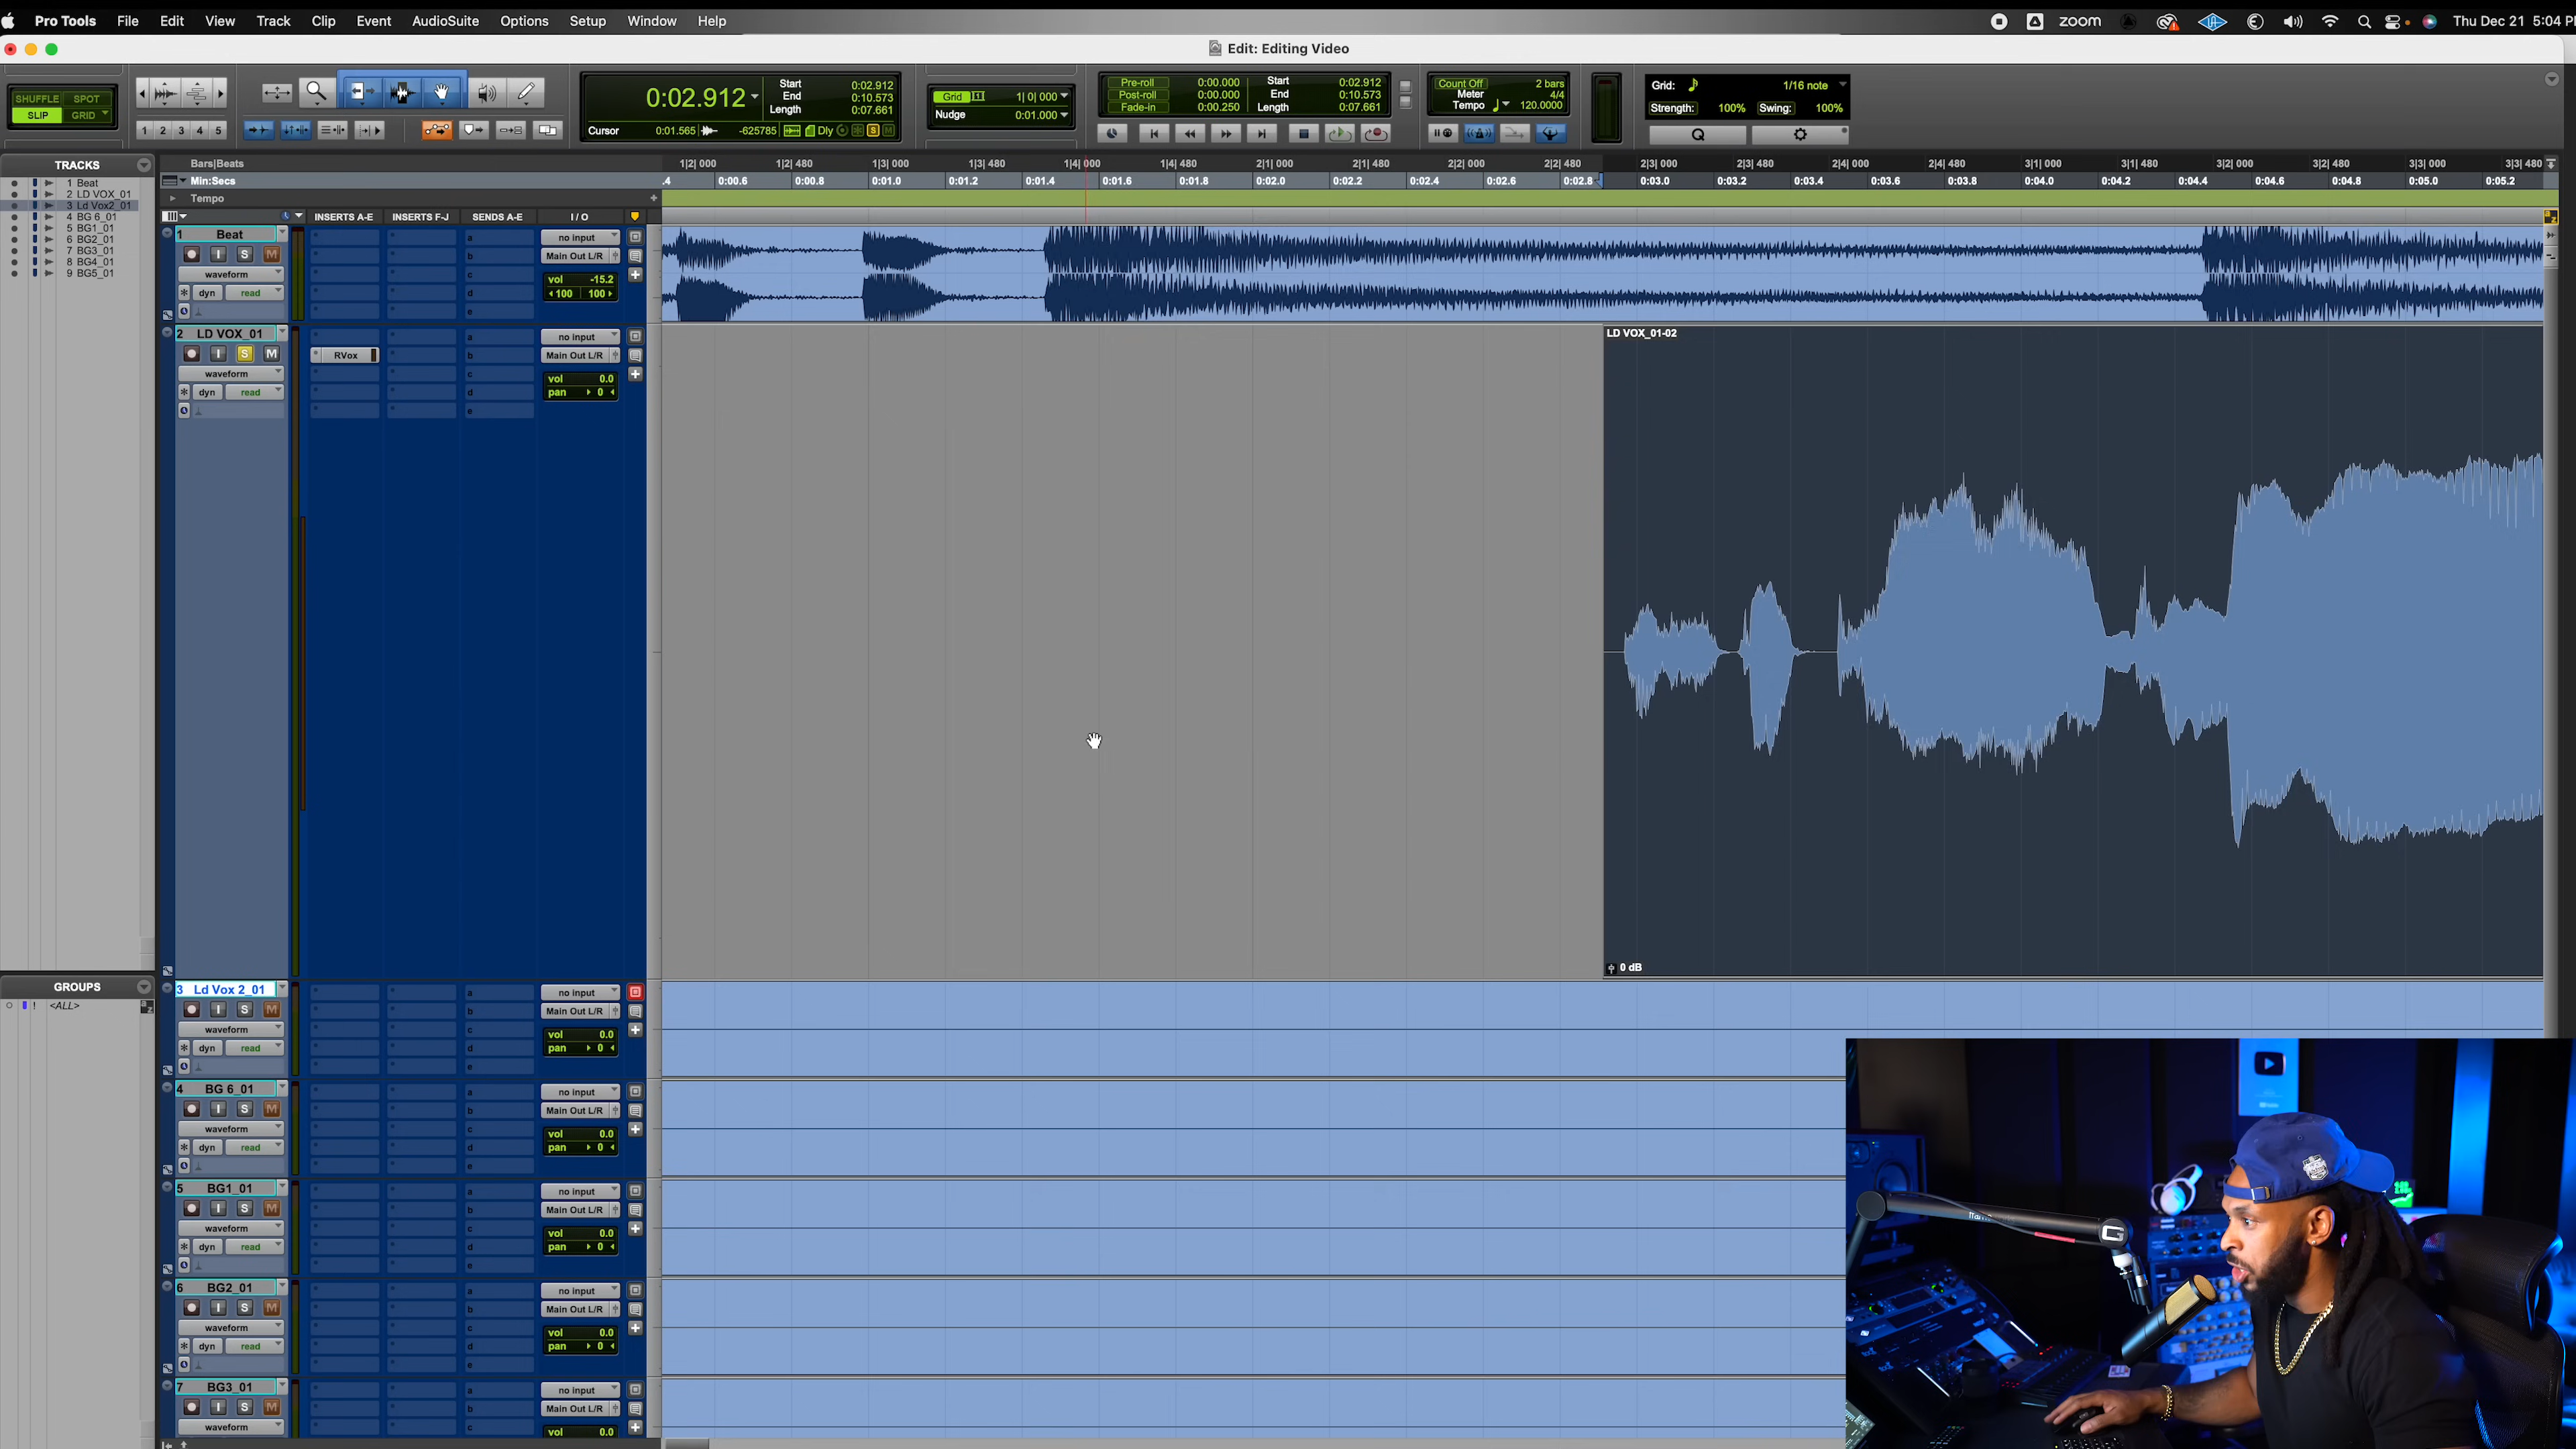 Pro Tools File Edit View Track Clip Event AudioSuite Options Setup Window Help zoom Thu Dec 21 5:04 P
Edit: Editing Video
SHUFFLE SPOT
SLIP GRID
1 2 3 4 5
0:02.912
Start 0:02.912
End 0:10.573
Length 0:07.661
Cursor 0:01.565 -625785 Dly S M
Grid 1| 0| 000
Nudge 0:01.000
Pre-roll 0:00.000 Start 0:02.912
Post-roll 0:00.000 End 0:10.573
Fade-in 0:00.250 Length 0:07.661
Count Off 2 bars
Meter 4/4
Tempo 120.0000
Grid: 1/16 note
Strength: 100% Swing: 100%
Q
TRACKS
1 Beat
2 LD VOX_01
3 Ld Vox2_01
4 BG 6_01
5 BG1_01
6 BG2_01
7 BG3_01
8 BG4_01
9 BG5_01
GROUPS
! <ALL>
Bars|Beats 1|2| 000 1|2| 480 1|3| 000 1|3| 480 1|4| 000 1|4| 480 2|1| 000 2|1| 480 2|2| 000 2|2| 480 2|3| 000 2|3| 480 2|4| 000 2|4| 480 3|1| 000 3|1| 480 3|2| 000 3|2| 480 3|3| 000 3|3| 480
Min:Secs .4 0:00.6 0:00.8 0:01.0 0:01.2 0:01.4 0:01.6 0:01.8 0:02.0 0:02.2 0:02.4 0:02.6 0:02.8 0:03.0 0:03.2 0:03.4 0:03.6 0:03.8 0:04.0 0:04.2 0:04.4 0:04.6 0:04.8 0:05.0 0:05.2
Tempo
INSERTS A-E INSERTS F-J SENDS A-E I / O
1 Beat a no input
I S M b Main Out L/R
waveform c vol -15.2
dyn read d 100 100
e
2 LD VOX_01 a no input LD VOX_01-02
I S M RVox b Main Out L/R
waveform c vol 0.0
dyn read d pan 0
e
0 dB
3 Ld Vox 2_01 a no input
I S M b Main Out L/R
waveform c vol 0.0
dyn read d pan 0
e
4 BG 6_01 a no input
I S M b Main Out L/R
waveform c vol 0.0
dyn read d pan 0
e
5 BG1_01 a no input
I S M b Main Out L/R
waveform c vol 0.0
dyn read d pan 0
e
6 BG2_01 a no input
I S M b Main Out L/R
waveform c vol 0.0
dyn read d pan 0
e
7 BG3_01 a no input
I S M b Main Out L/R
waveform c vol 0.0
G